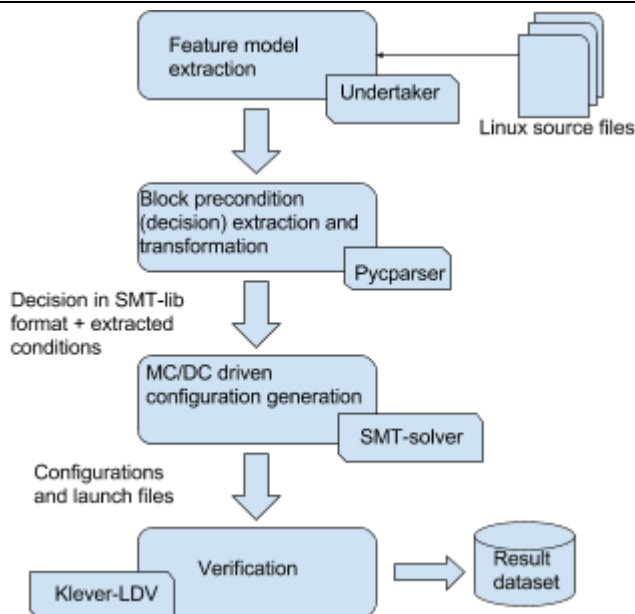 Feature model
extraction
Undertaker
Linux source files
Block precondition
(decision) extraction and
transformation
Pycparser
Decision in SMT-lib
format + extracted
conditions
MC/DC driven
configuration generation
SMT-solver
Configurations
and launch files
Verification
Klever-LDV
Result
dataset